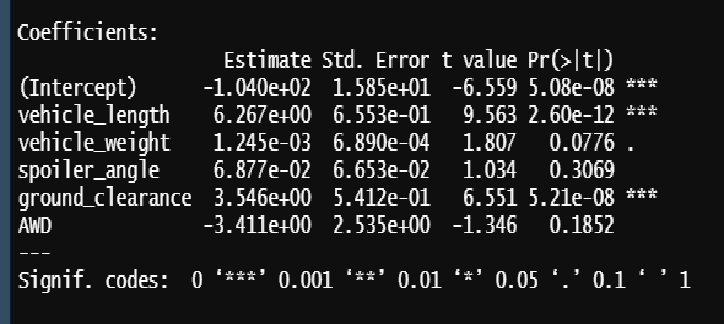 Coefficients:
Estimate Std. Error t value Pr(>|t|)
(Intercept) -1.040e+02 1.585e+01 -6.559 5.08e-08 ***
vehicle_length 6.267e+00 6.553e-01 9.563 2.60e-12 ***
vehicle_weight 1.245e-03 6.890e-04 1.807 0.0776 .
spoiler_angle 6.877e-02 6.653e-02 1.034 0.3069
ground_clearance 3.546e+00 5.412e-01 6.551 5.21e-08 ***
AWD -3.411e+00 2.535e+00 -1.346 0.1852
---
Signif. codes: 0 ‘***’ 0.001 ‘**’ 0.01 ‘*’ 0.05 ‘.’ 0.1 ‘ ’ 1